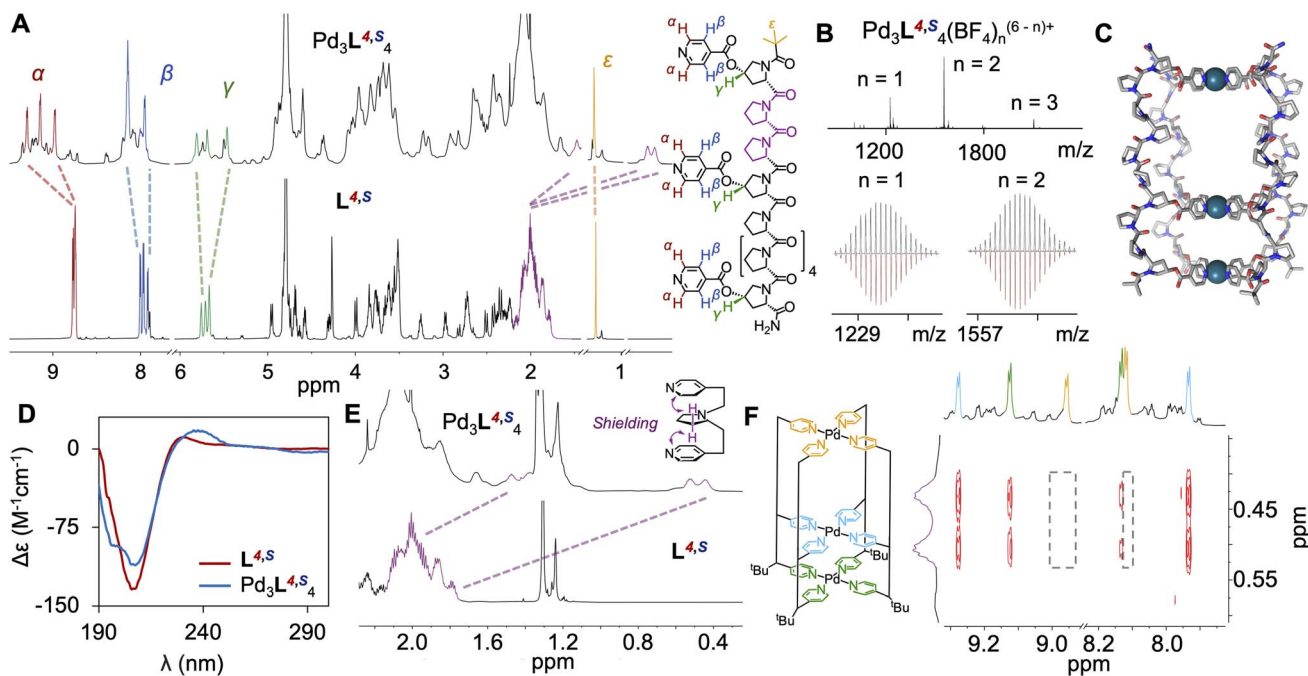 A
Pd3L4,S4
α
β
γ
ε
L4,S
9
8
6
5
4
3
2
1
ppm
α
H
H
β
N
O
O
N
O
ε
α
H
H
β
H
γ
N
O
N
O
α
H
H
β
N
O
O
N
O
α
H
H
β
H
γ
N
O
N
O
4
α
H
H
β
N
O
O
N
O
α
H
H
β
H
γ
H2N
B
Pd3L4,S4(BF4)n(6 - n)+
n = 1
n = 2
n = 3
1200
1800
m/z
n = 1
n = 2
1229
m/z
1557
m/z
C
D
0
-75
-150
Δε (M-1cm-1)
L4,S
Pd3L4,S4
190
240
290
λ (nm)
E
Pd3L4,S4
Shielding
N
H
N
H
N
L4,S
2.0
1.6
1.2
0.8
0.4
ppm
F
N
N
Pd
N
N
N
N
Pd
N
N
N
N
Pd
N
N
tBu
tBu
tBu
tBu
0.45
0.55
ppm
9.2
9.0
8.2
8.0
ppm